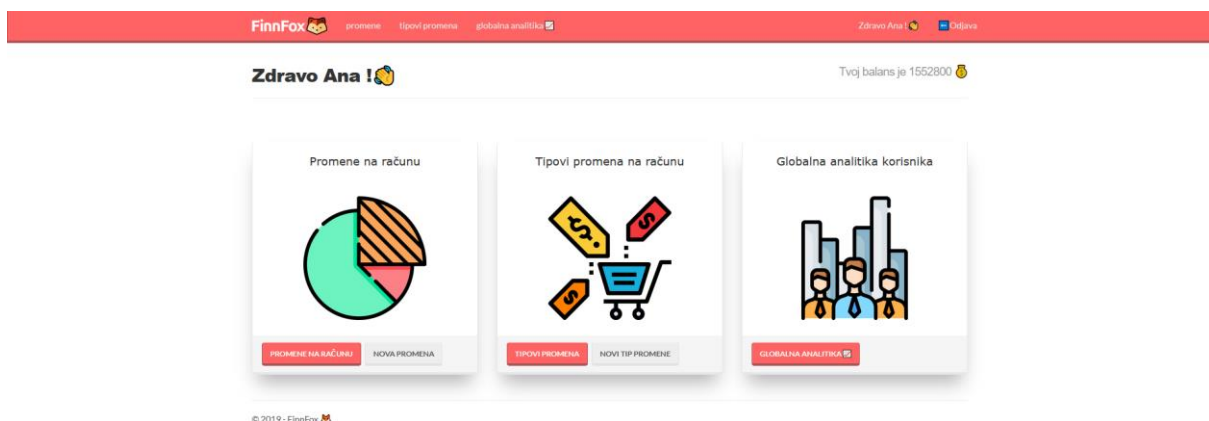 FinnFox promene tipovi promena globalna analitika Zdravo Ana ! Odjava
Zdravo Ana !
Tvoj balans je 1552800
Promene na računu
PROMENE NA RAČUNU NOVA PROMENA
Tipovi promena na računu
TIPOVI PROMENA NOVI TIP PROMENE
Globalna analitika korisnika
GLOBALNA ANALITIKA
© 2019 - FinnFox